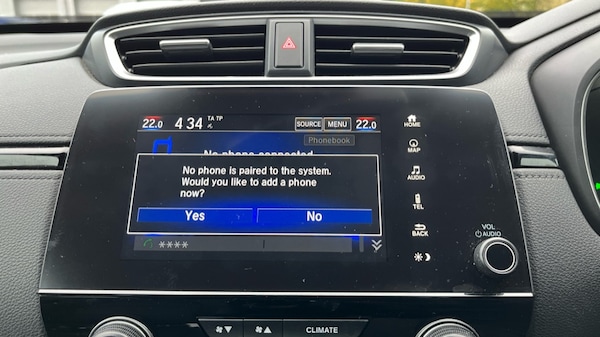 22.0 4 34 TA TP SOURCE MENU 22.0
HOME
Phonebook
No phone connected
MAP
No phone is paired to the system.
Would you like to add a phone
now?
AUDIO
Yes No
TEL
BACK
VOL
AUDIO
****
CLIMATE